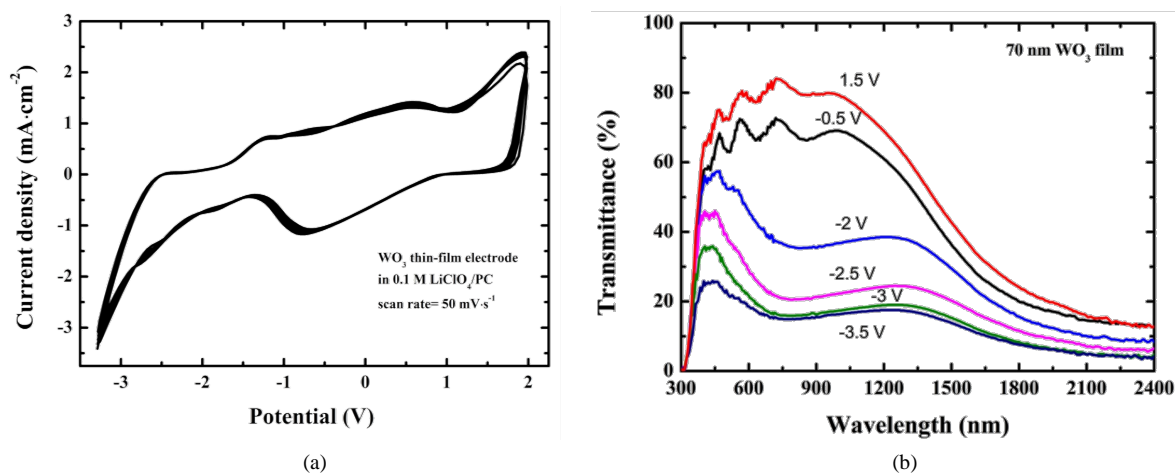 3
2
1
0
-1
-2
-3
Current density (mA·cm⁻²)
WO₃ thin-film electrode
in 0.1 M LiClO₄/PC
scan rate= 50 mV·s⁻¹
-3 -2 -1 0 1 2
Potential (V)
(a)
100
80
60
40
20
0
Transmittance (%)
70 nm WO₃ film
1.5 V
-0.5 V
-2 V
-2.5 V
-3 V
-3.5 V
300 600 900 1200 1500 1800 2100 2400
Wavelength (nm)
(b)